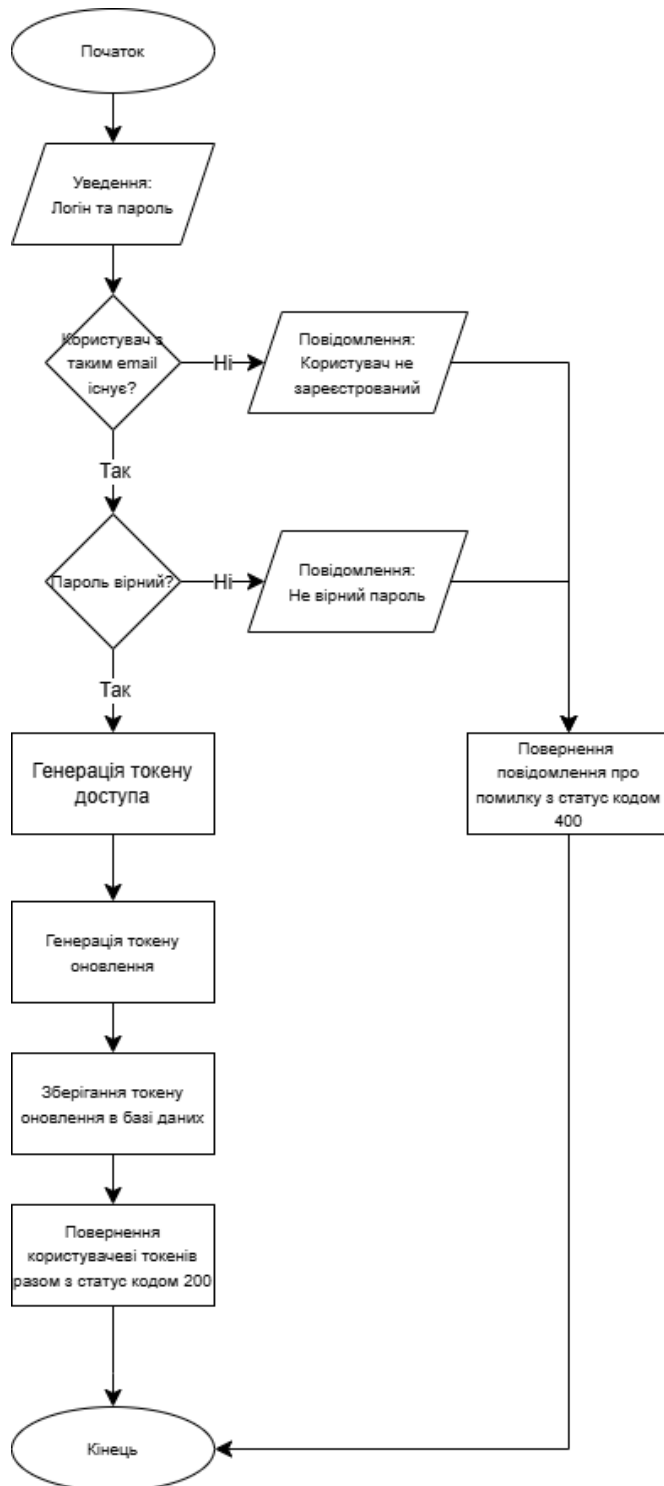 Початок
Уведення:
Логін та пароль
Користувач з
таким email
існує?
Ні
Повідомлення:
Користувач не
зареєстрований
Так
Пароль вірний?
Ні
Повідомлення:
Не вірний пароль
Так
Генерація токену
доступа
Повернення
повідомлення про
помилку з статус кодом
400
Генерація токену
оновлення
Зберігання токену
оновлення в базі даних
Повернення
користувачеві токенів
разом з статус кодом 200
Кінець